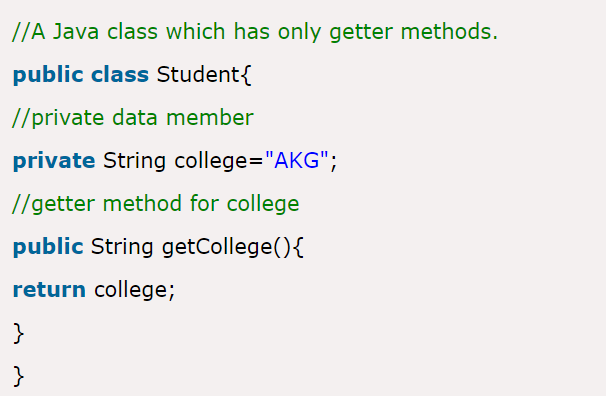 //A Java class which has only getter methods.
public class Student{
//private data member
private String college="AKG";
//getter method for college
public String getCollege(){
return college;
}
}